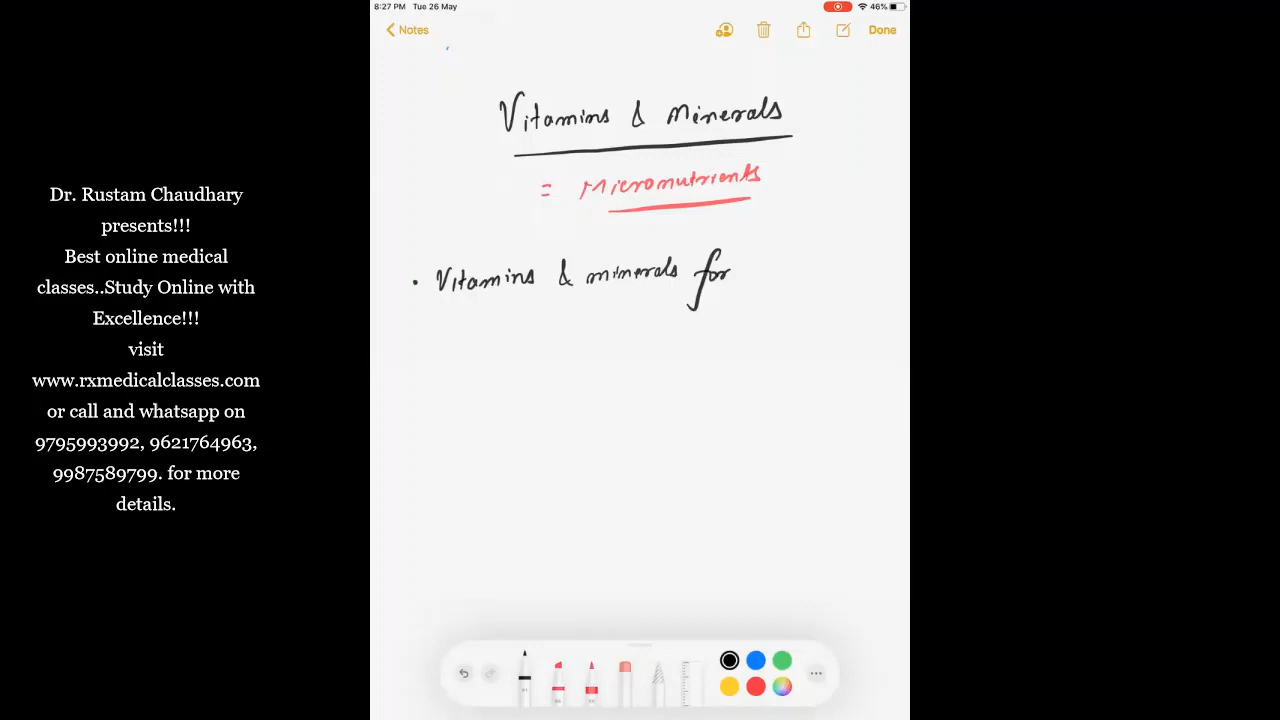 8:27 PM Tue 26 May
46%
Notes
Done
Vitamins & Minerals
= Micronutrients
• Vitamins & minerals for
Dr. Rustam Chaudhary
presents!!!
Best online medical
classes..Study Online with
Excellence!!!
visit
www.rxmedicalclasses.com
or call and whatsapp on
9795993992, 9621764963,
9987589799. for more
details.